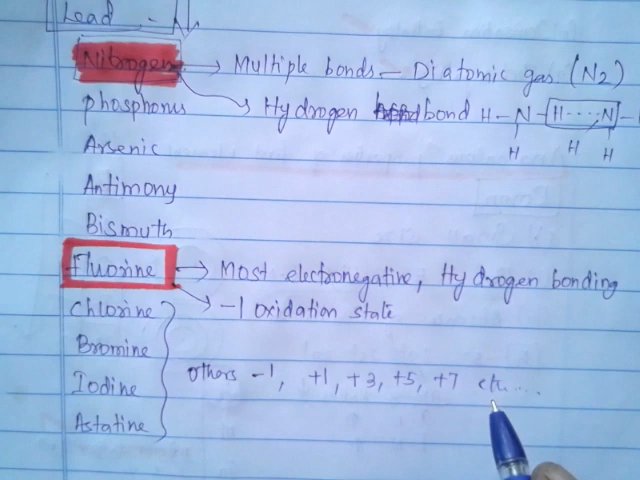 Lead
Nitrogen → Multiple bonds - Diatomic gas (N2)
phosphorus → Hydrogen bond H-N-H····N-
H H H
Arsenic
Antimony
Bismuth
Fluorine → Most electronegative, Hydrogen bonding
Chlorine → -1 oxidation state
Bromine
Iodine others -1, +1, +3, +5, +7 etc....
Astatine